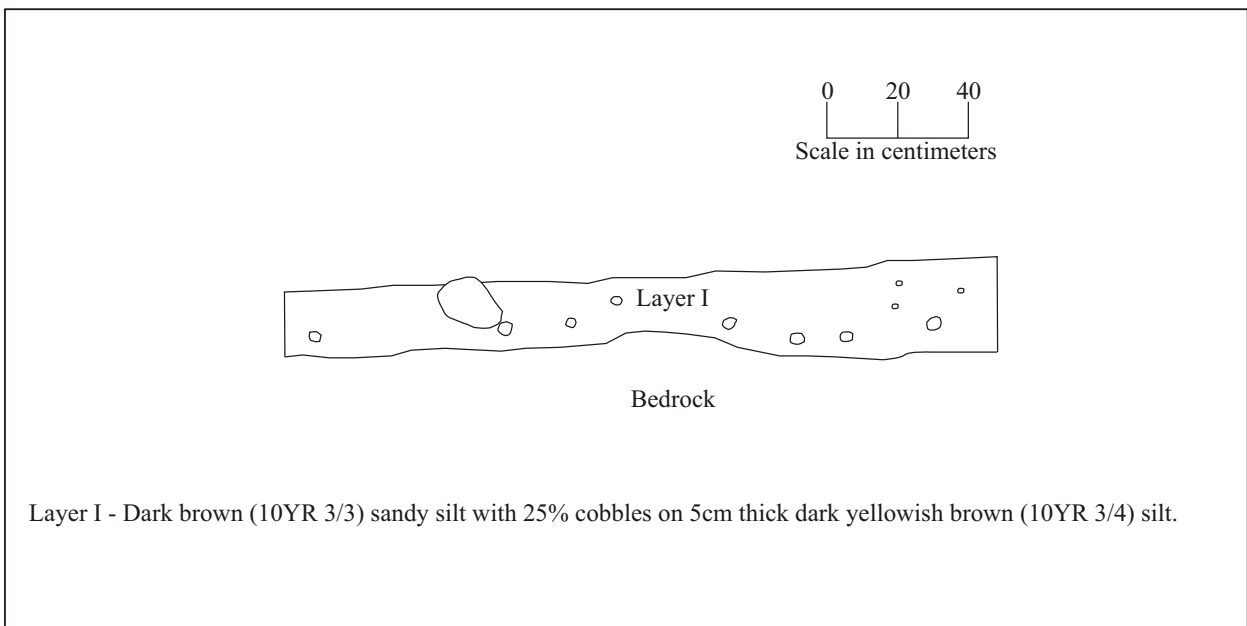 0 20 40
Scale in centimeters
Layer I
Bedrock
Layer I - Dark brown (10YR 3/3) sandy silt with 25% cobbles on 5cm thick dark yellowish brown (10YR 3/4) silt.